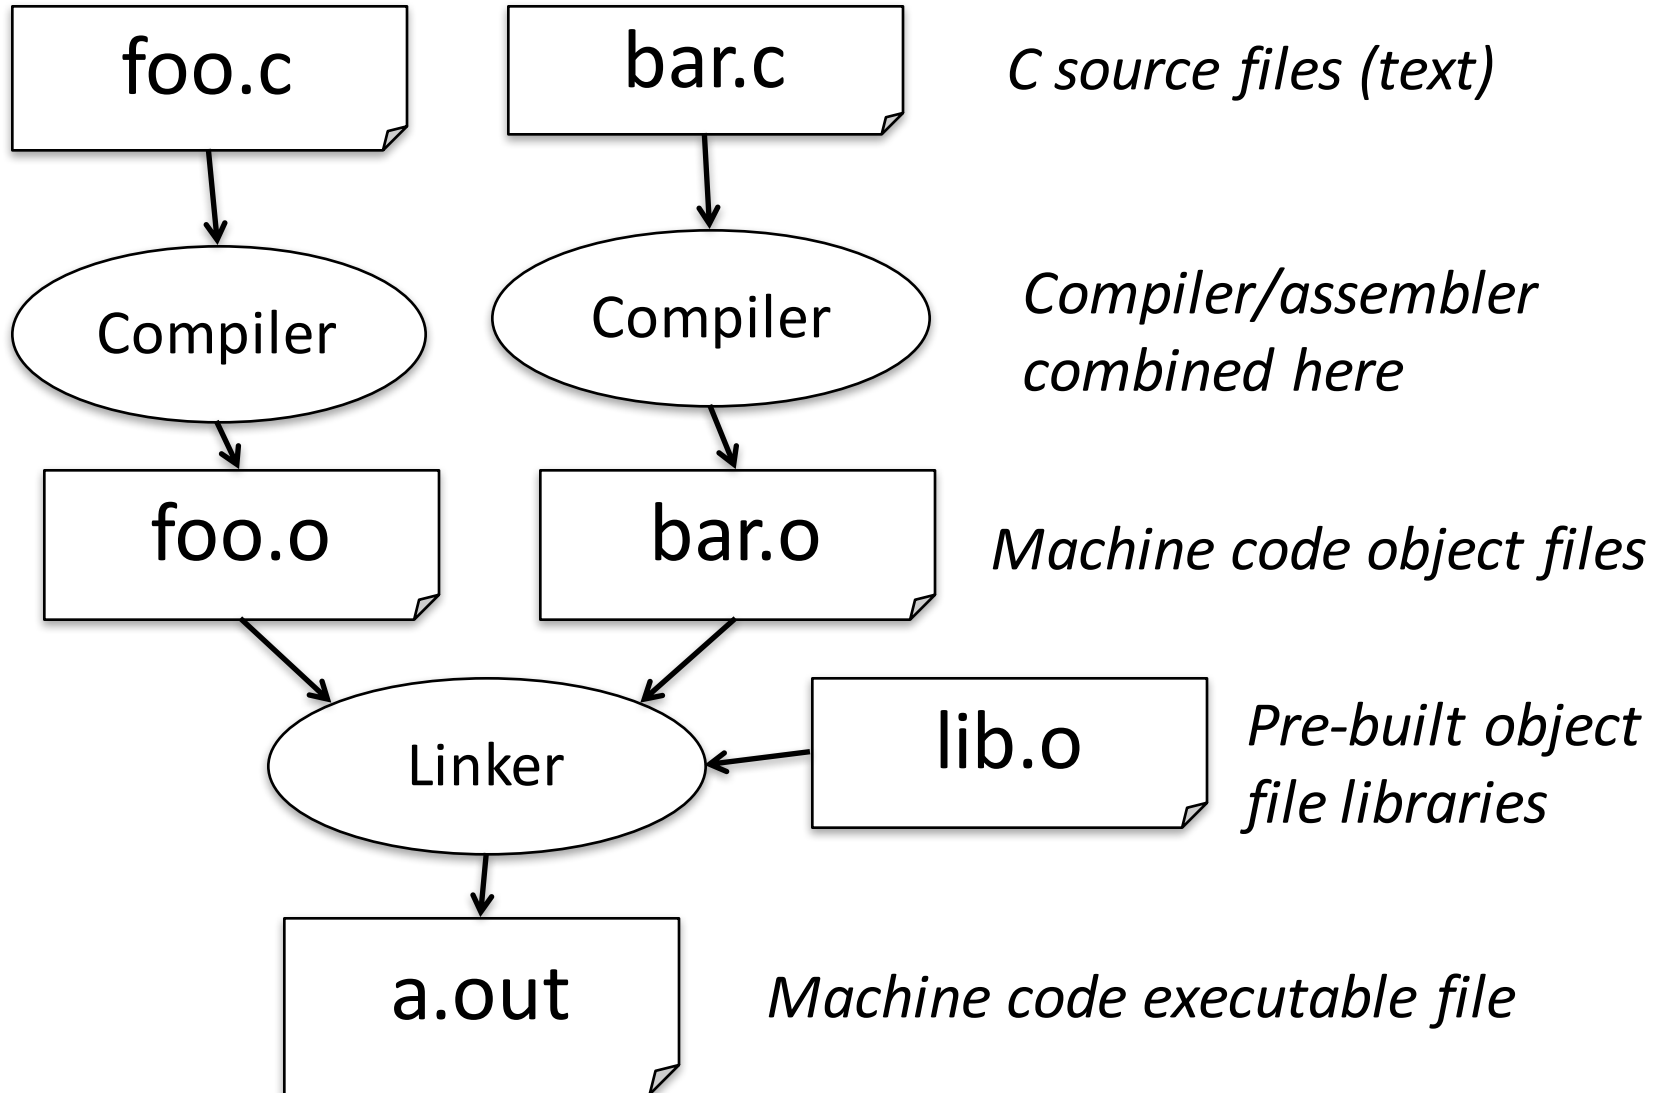 foo.c
bar.c
C source files (text)
Compiler
Compiler
Compiler/assembler
combined here
foo.o
bar.o
Machine code object files
Linker
lib.o
Pre-built object
file libraries
a.out
Machine code executable file